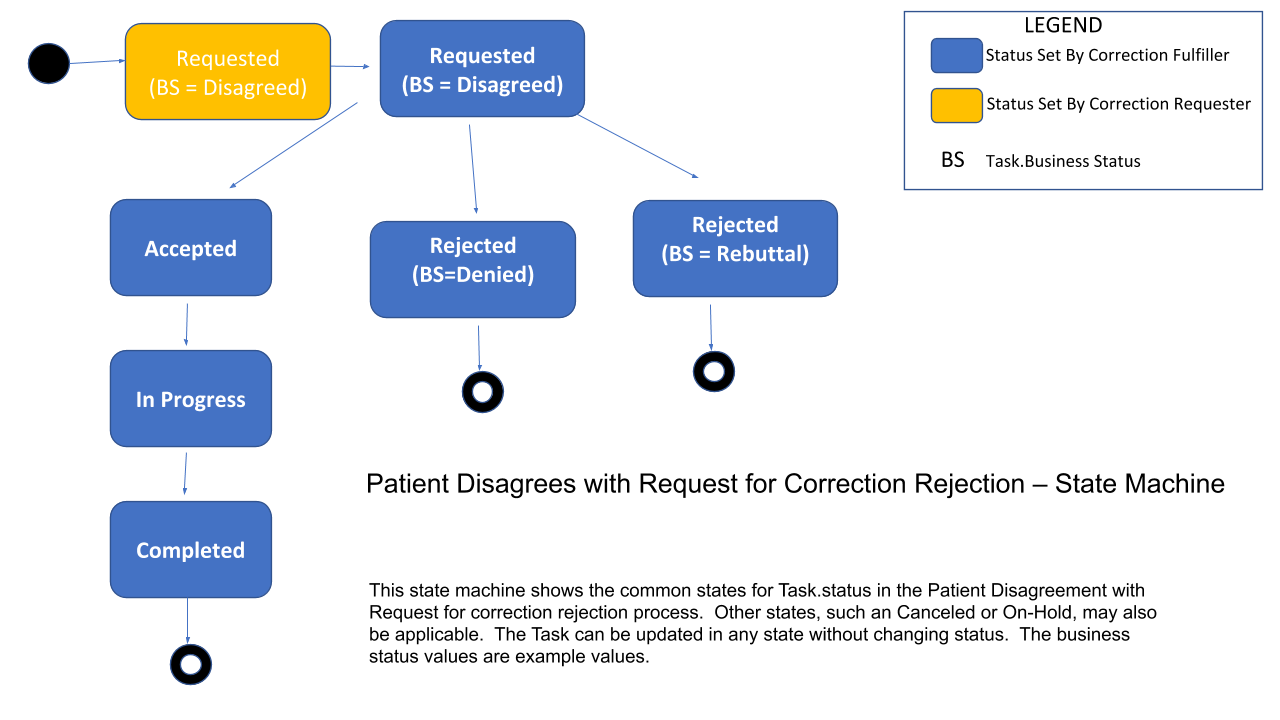 Requested
(BS = Disagreed)
Requested
(BS = Disagreed)
LEGEND
Status Set By Correction Fulfiller
Status Set By Correction Requester
BS Task.Business Status
Accepted
Rejected
(BS=Denied)
Rejected
(BS = Rebuttal)
In Progress
Completed
Patient Disagrees with Request for Correction Rejection – State Machine
This state machine shows the common states for Task.status in the Patient Disagreement with
Request for correction rejection process.  Other states, such an Canceled or On-Hold, may also
be applicable.  The Task can be updated in any state without changing status.  The business
status values are example values.